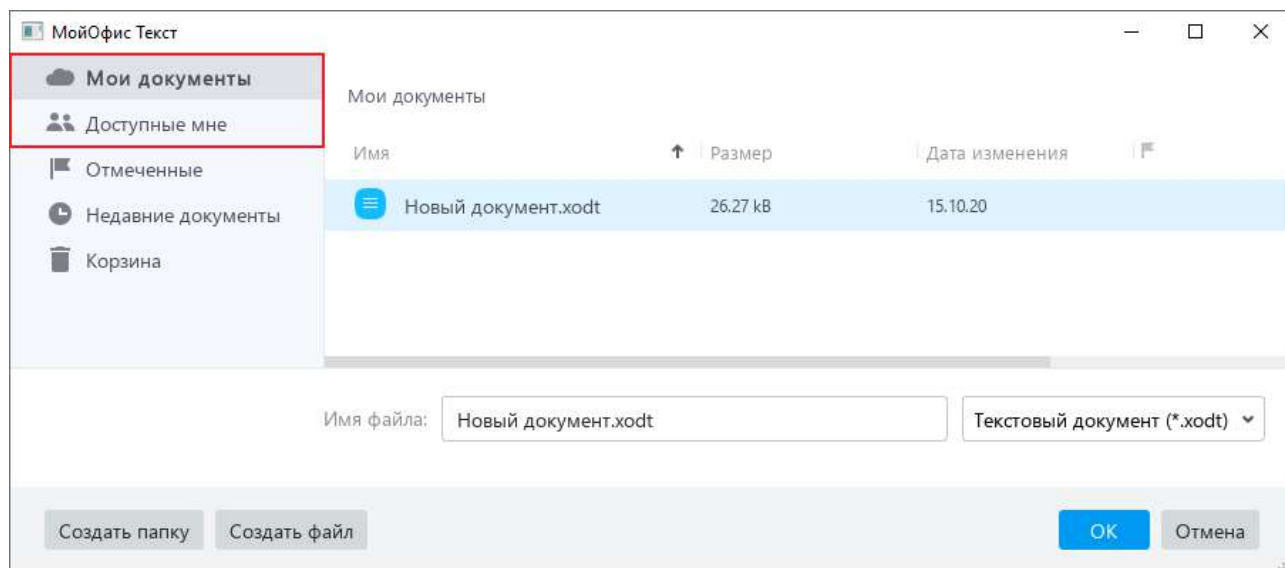 МойОфис Текст
Мои документы
Доступные мне
Отмеченные
Недавние документы
Корзина
Мои документы
Имя Размер Дата изменения
Новый документ.xodt 26.27 kB 15.10.20
Имя файла: Новый документ.xodt Текстовый документ (*.xodt)
Создать папку Создать файл OK Отмена